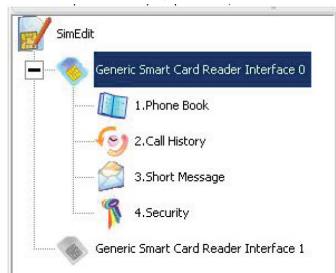 SimEdit
Generic Smart Card Reader Interface 0
1.Phone Book
2.Call History
3.Short Message
4.Security
Generic Smart Card Reader Interface 1